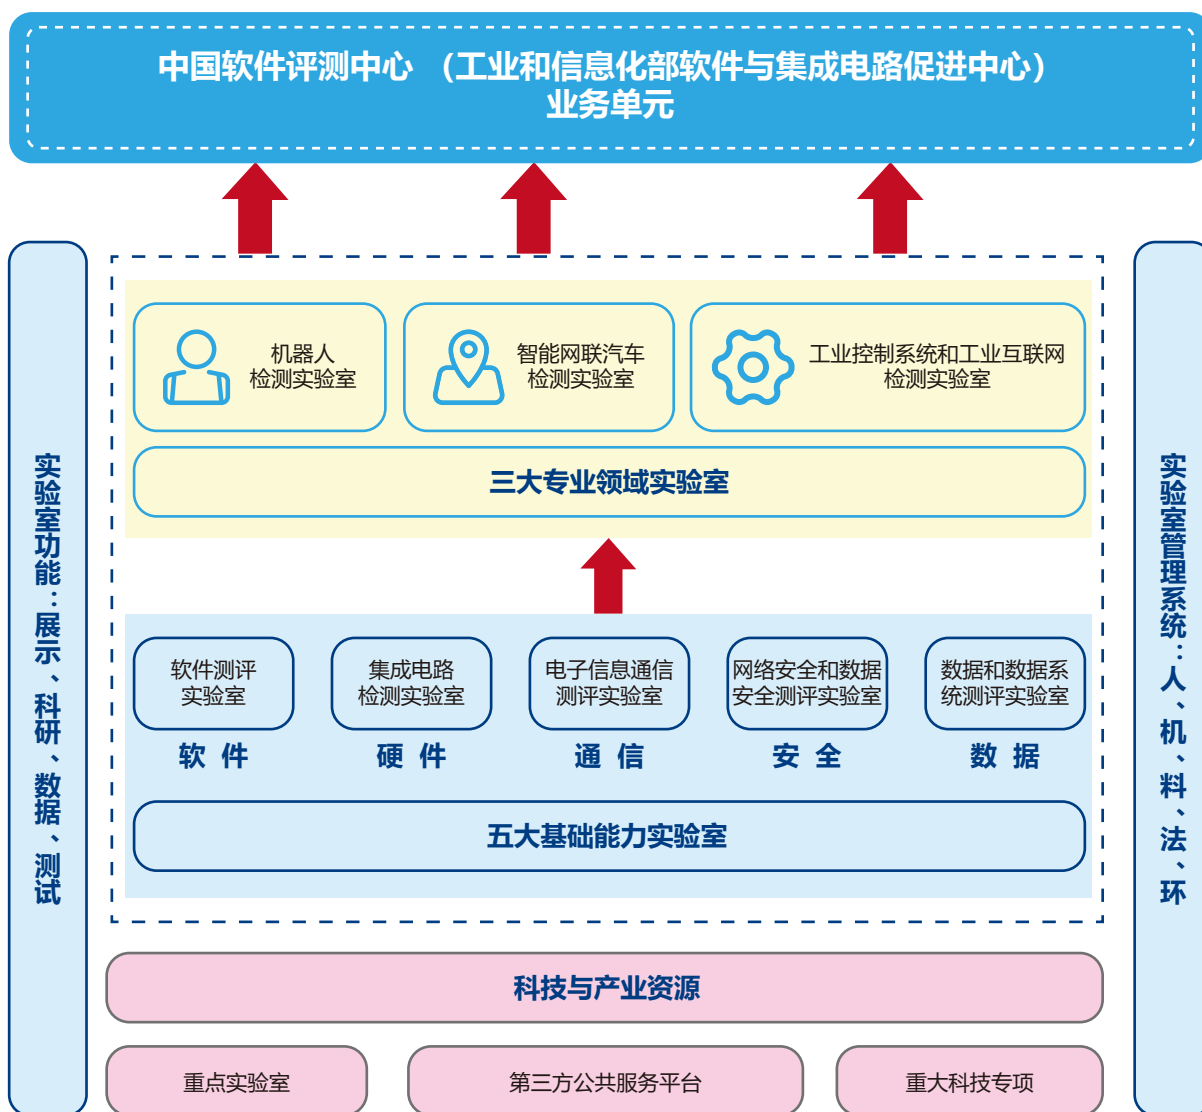 中国软件评测中心 （工业和信息化部软件与集成电路促进中心）
业务单元
实验室功能：展示、科研、数据、测试
机器人
检测实验室
智能网联汽车
检测实验室
工业控制系统和工业互联网
检测实验室
三大专业领域实验室
软件测评
实验室
集成电路
检测实验室
电子信息通信
测评实验室
网络安全和数据
安全测评实验室
数据和数据系
统测评实验室
软件
硬件
通信
安全
数据
五大基础能力实验室
实验室管理系统：人、机、料、法、环
科技与产业资源
重点实验室
第三方公共服务平台
重大科技专项